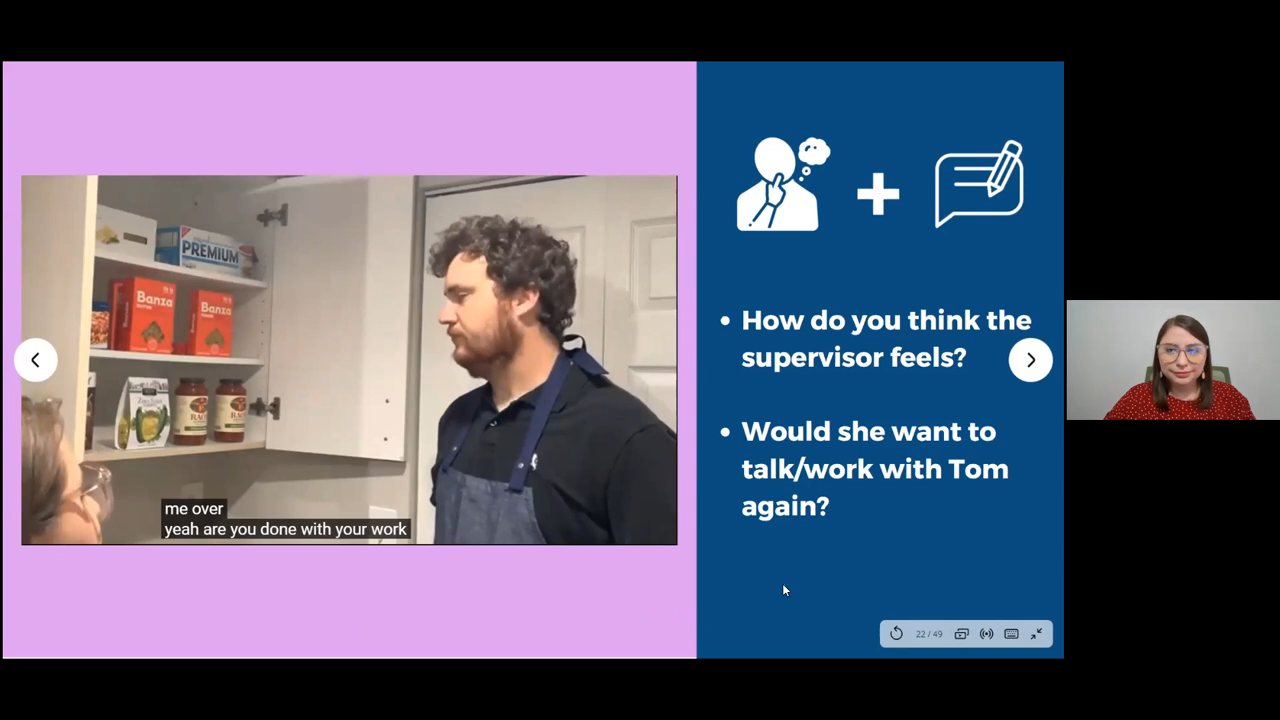 PREMIUM
Banza
Banza
RAO'S
me over
yeah are you done with your work
• How do you think the
supervisor feels?
• Would she want to
talk/work with Tom
again?
22 / 49